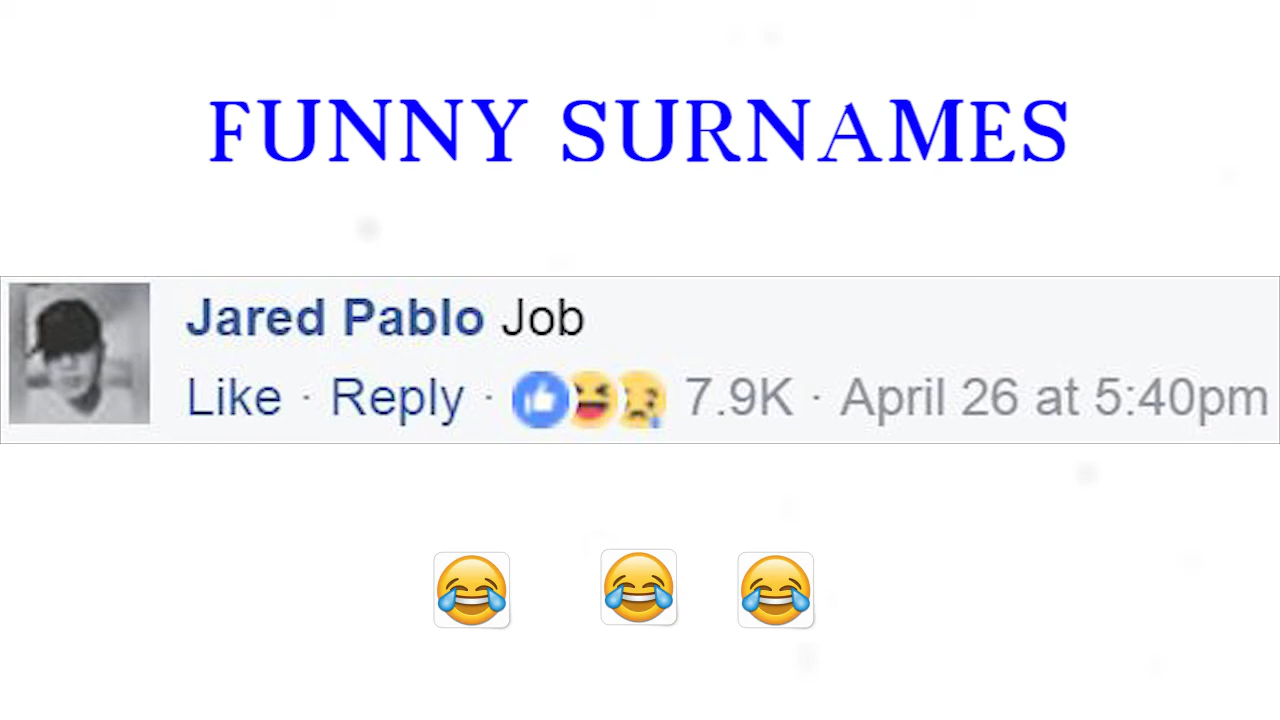 FUNNY SURNAMES
Jared Pablo Job
Like · Reply · 7.9K · April 26 at 5:40pm